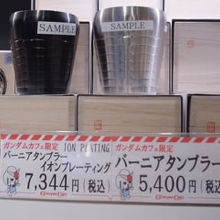 SAMPLE
SAMPLE
ガンダムカフェ限定 ION PLATING
バーニアタンブラー
イオンプレーティング
7,344円(税込)
ガンダムカフェ限定
バーニアタンブラー
5,400円(税込)